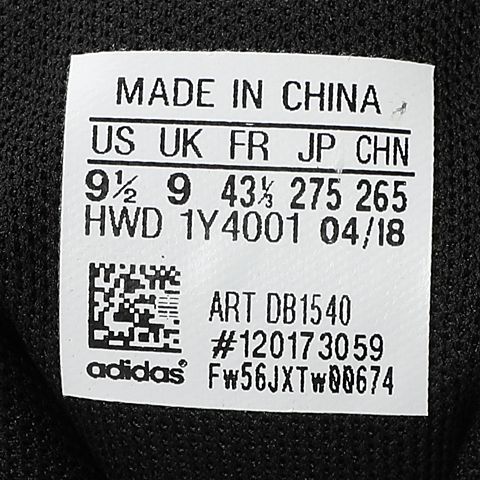 MADE IN CHINA
US UK FR JP CHN
9½ 9 43⅓ 275 265
HWD 1Y4001 04/18
ART DB1540
#120173059
adidas® Fw56JXTw00674